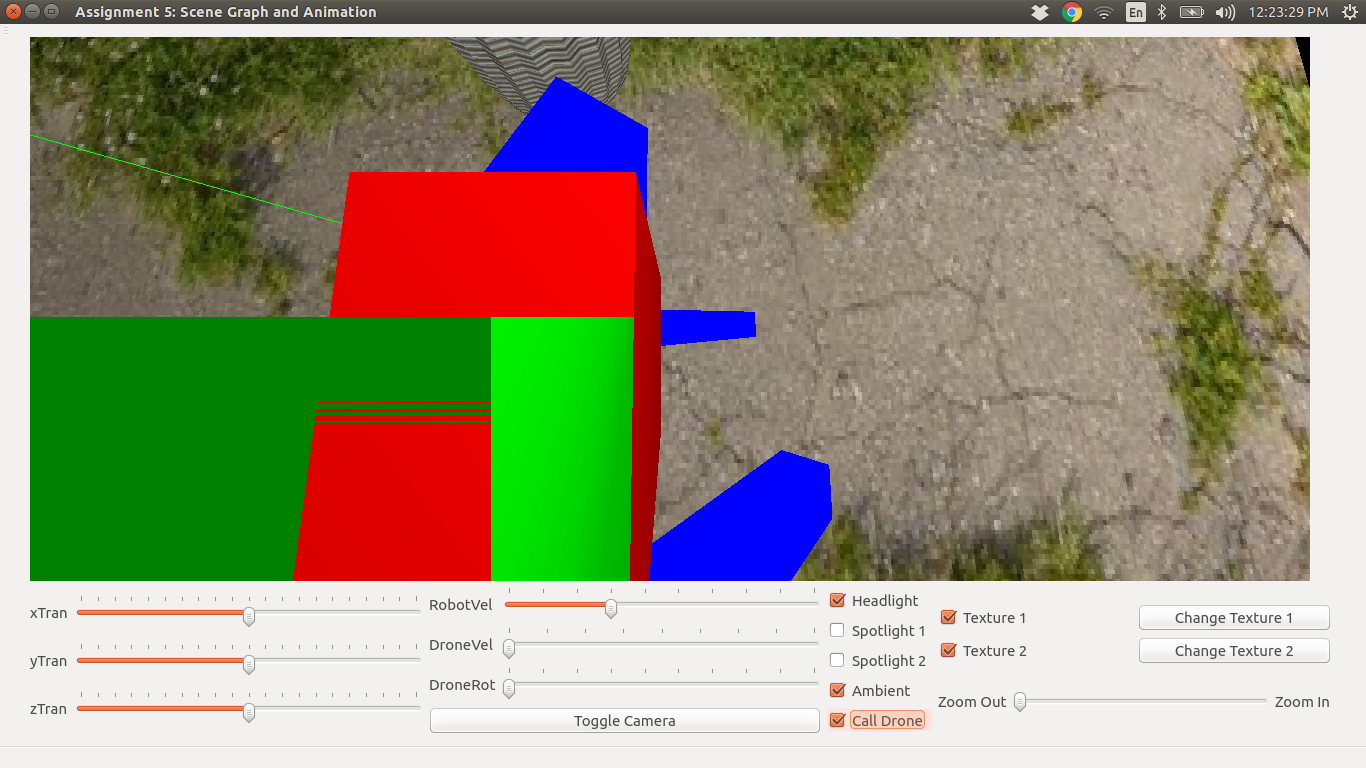 Assignment 5: Scene Graph and Animation
En
12:23:29 PM
xTran
yTran
zTran
RobotVel
DroneVel
DroneRot
Toggle Camera
Headlight
Spotlight 1
Spotlight 2
Ambient
Call Drone
Texture 1
Texture 2
Change Texture 1
Change Texture 2
Zoom Out
Zoom In